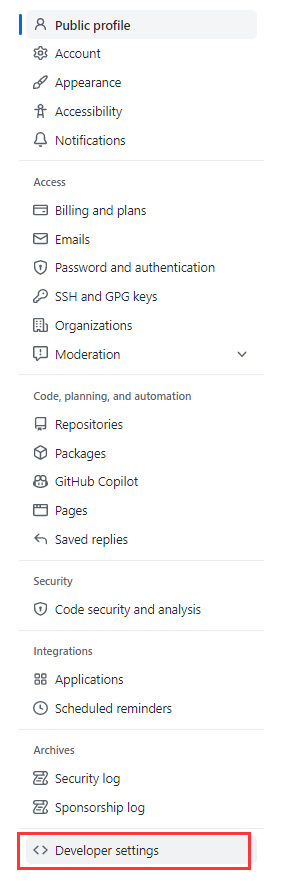 Public profile
Account
Appearance
Accessibility
Notifications
Access
Billing and plans
Emails
Password and authentication
SSH and GPG keys
Organizations
Moderation
Code, planning, and automation
Repositories
Packages
GitHub Copilot
Pages
Saved replies
Security
Code security and analysis
Integrations
Applications
Scheduled reminders
Archives
Security log
Sponsorship log
Developer settings